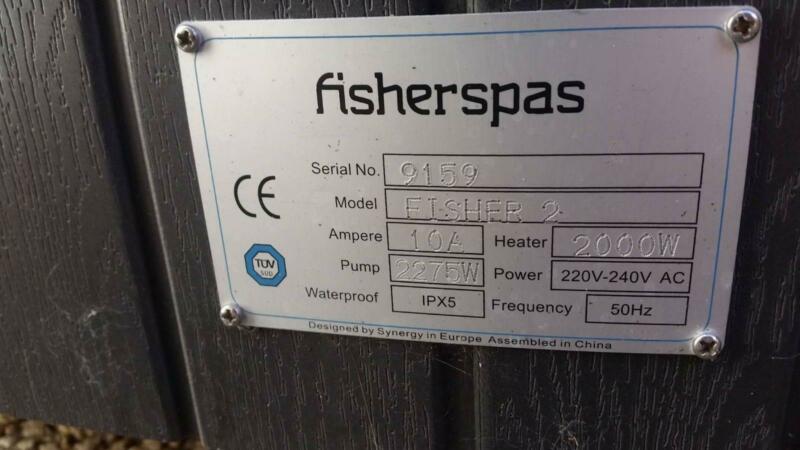 fisherspas
Serial No. 9159
CE
Model FISHER 2
Ampere 10A Heater 2000W
TÜV
SÜD
Pump 2275W Power 220V-240V AC
Waterproof IPX5 Frequency 50Hz
Designed by Synergy in Europe Assembled in China